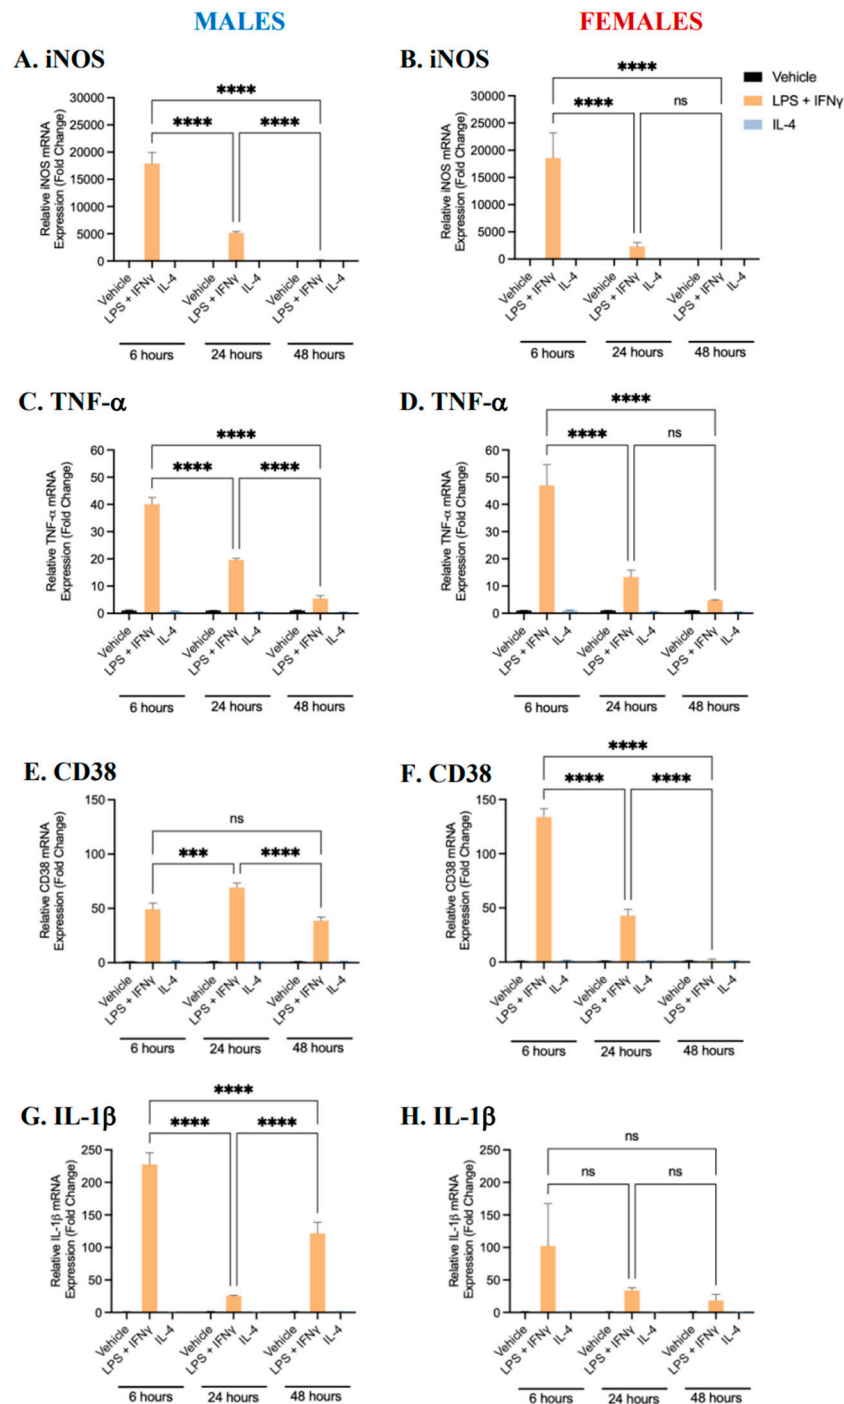 MALES
FEMALES
A. iNOS
B. iNOS
Vehicle
LPS + IFNγ
IL-4
Relative iNOS mRNA
Expression (Fold Change)
30000
25000
20000
15000
10000
5000
0
****
****
****
Vehicle
LPS + IFNγ
IL-4
Vehicle
LPS + IFNγ
IL-4
Vehicle
LPS + IFNγ
IL-4
6 hours
24 hours
48 hours
Relative iNOS mRNA
Expression (Fold Change)
30000
25000
20000
15000
10000
5000
0
****
****
ns
Vehicle
LPS + IFNγ
IL-4
Vehicle
LPS + IFNγ
IL-4
Vehicle
LPS + IFNγ
IL-4
6 hours
24 hours
48 hours
C. TNF-α
Relative TNF-α mRNA
Expression (Fold Change)
60
50
40
30
20
10
0
****
****
****
Vehicle
LPS + IFNγ
IL-4
Vehicle
LPS + IFNγ
IL-4
Vehicle
LPS + IFNγ
IL-4
6 hours
24 hours
48 hours
D. TNF-α
Relative TNF-α mRNA
Expression (Fold Change)
60
50
40
30
20
10
0
****
****
ns
Vehicle
LPS + IFNγ
IL-4
Vehicle
LPS + IFNγ
IL-4
Vehicle
LPS + IFNγ
IL-4
6 hours
24 hours
48 hours
E. CD38
Relative CD38 mRNA
Expression (Fold Change)
150
100
50
0
ns
***
****
Vehicle
LPS + IFNγ
IL-4
Vehicle
LPS + IFNγ
IL-4
Vehicle
LPS + IFNγ
IL-4
6 hours
24 hours
48 hours
F. CD38
Relative CD38 mRNA
Expression (Fold Change)
150
100
50
0
****
****
****
Vehicle
LPS + IFNγ
IL-4
Vehicle
LPS + IFNγ
IL-4
Vehicle
LPS + IFNγ
IL-4
6 hours
24 hours
48 hours
G. IL-1β
Relative IL-1β mRNA
Expression (Fold Change)
250
200
150
100
50
0
****
****
****
Vehicle
LPS + IFNγ
IL-4
Vehicle
LPS + IFNγ
IL-4
Vehicle
LPS + IFNγ
IL-4
6 hours
24 hours
48 hours
H. IL-1β
Relative IL-1β mRNA
Expression (Fold Change)
250
200
150
100
50
0
ns
ns
ns
Vehicle
LPS + IFNγ
IL-4
Vehicle
LPS + IFNγ
IL-4
Vehicle
LPS + IFNγ
IL-4
6 hours
24 hours
48 hours